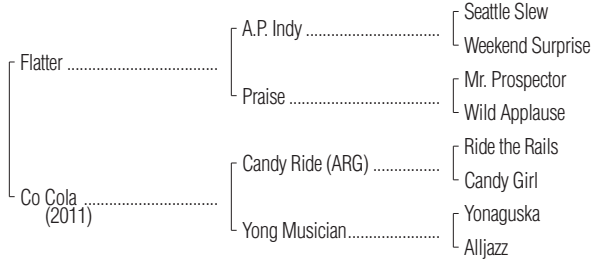 Seattle Slew
A.P. Indy ..................................
Weekend Surprise
Flatter ......................................
Mr. Prospector
Praise ......................................
Wild Applause
Ride the Rails
Candy Ride (ARG) .................
Candy Girl
Co Cola ..................................
(2011)
Yonaguska
Yong Musician.......................
Alljazz